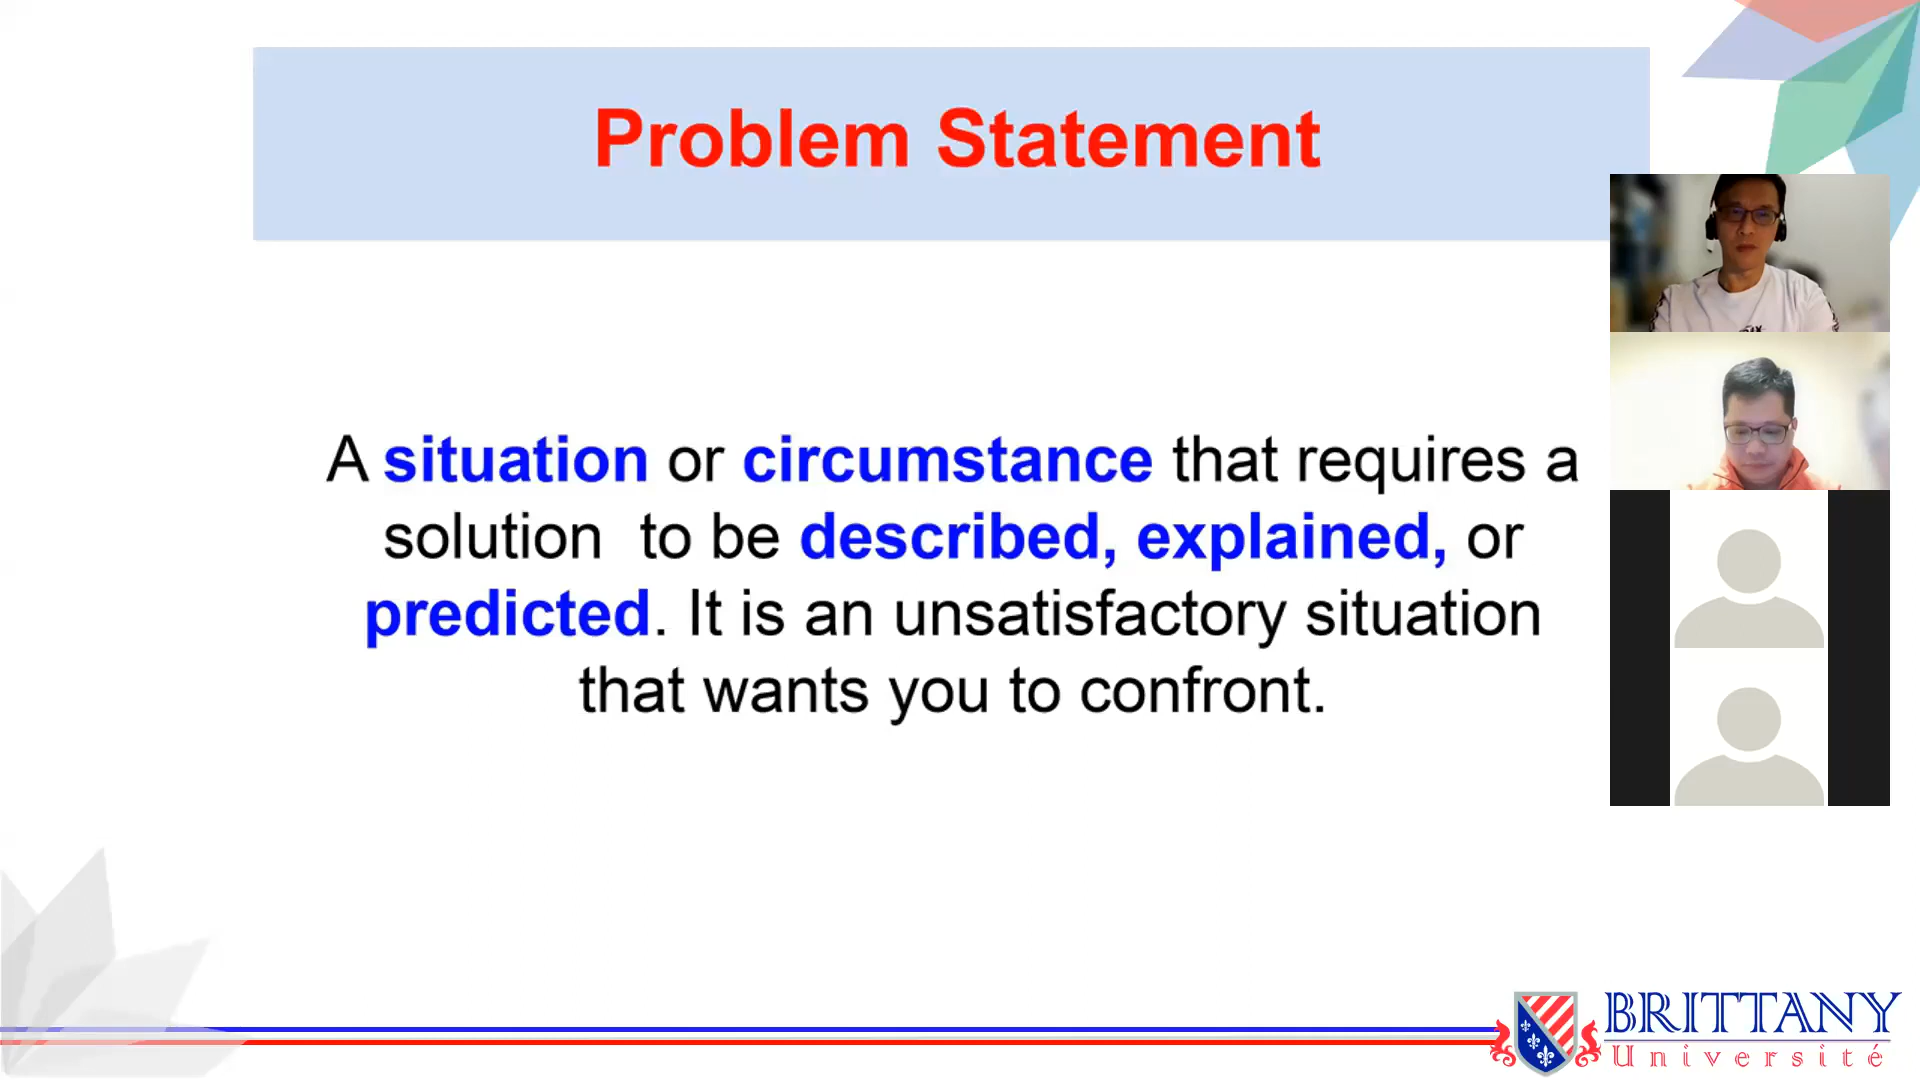 Problem Statement
A situation or circumstance that requires a
solution to be described, explained, or
predicted. It is an unsatisfactory situation
that wants you to confront.
BRITTANY
Université